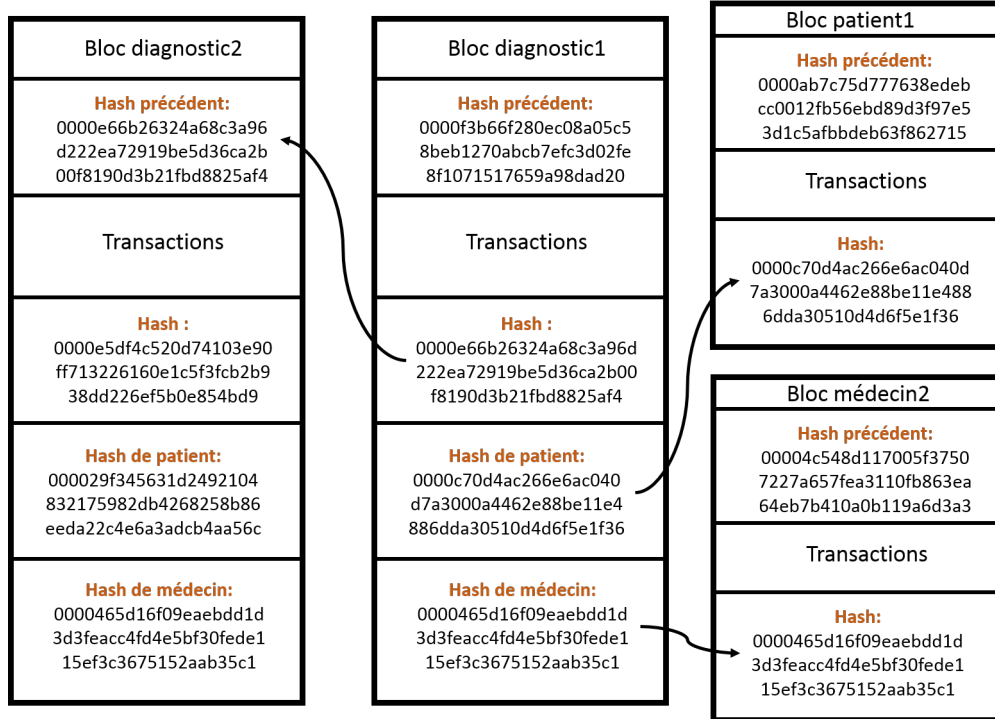 Bloc diagnostic2
Hash précédent:
0000e66b26324a68c3a96
d222ea72919be5d36ca2b
00f8190d3b21fbd8825af4
Transactions
Hash :
0000e5df4c520d74103e90
ff713226160e1c5f3fcb2b9
38dd226ef5b0e854bd9
Hash de patient:
000029f345631d2492104
832175982db4268258b86
eeda22c4e6a3adcb4aa56c
Hash de médecin:
0000465d16f09eaebdd1d
3d3feacc4fd4e5bf30fede1
15ef3c3675152aab35c1
Bloc diagnostic1
Hash précédent:
0000f3b66f280ec08a05c5
8beb1270abcb7efc3d02fe
8f1071517659a98dad20
Transactions
Hash :
0000e66b26324a68c3a96d
222ea72919be5d36ca2b00
f8190d3b21fbd8825af4
Hash de patient:
0000c70d4ac266e6ac040
d7a3000a4462e88be11e4
886dda30510d4d6f5e1f36
Hash de médecin:
0000465d16f09eaebdd1d
3d3feacc4fd4e5bf30fede1
15ef3c3675152aab35c1
Bloc patient1
Hash précédent:
0000ab7c75d777638edeb
cc0012fb56ebd89d3f97e5
3d1c5afbbdeb63f862715
Transactions
Hash:
0000c70d4ac266e6ac040d
7a3000a4462e88be11e488
6dda30510d4d6f5e1f36
Bloc médecin2
Hash précédent:
00004c548d117005f3750
7227a657fea3110fb863ea
64eb7b410a0b119a6d3a3
Transactions
Hash:
0000465d16f09eaebdd1d
3d3feacc4fd4e5bf30fede1
15ef3c3675152aab35c1